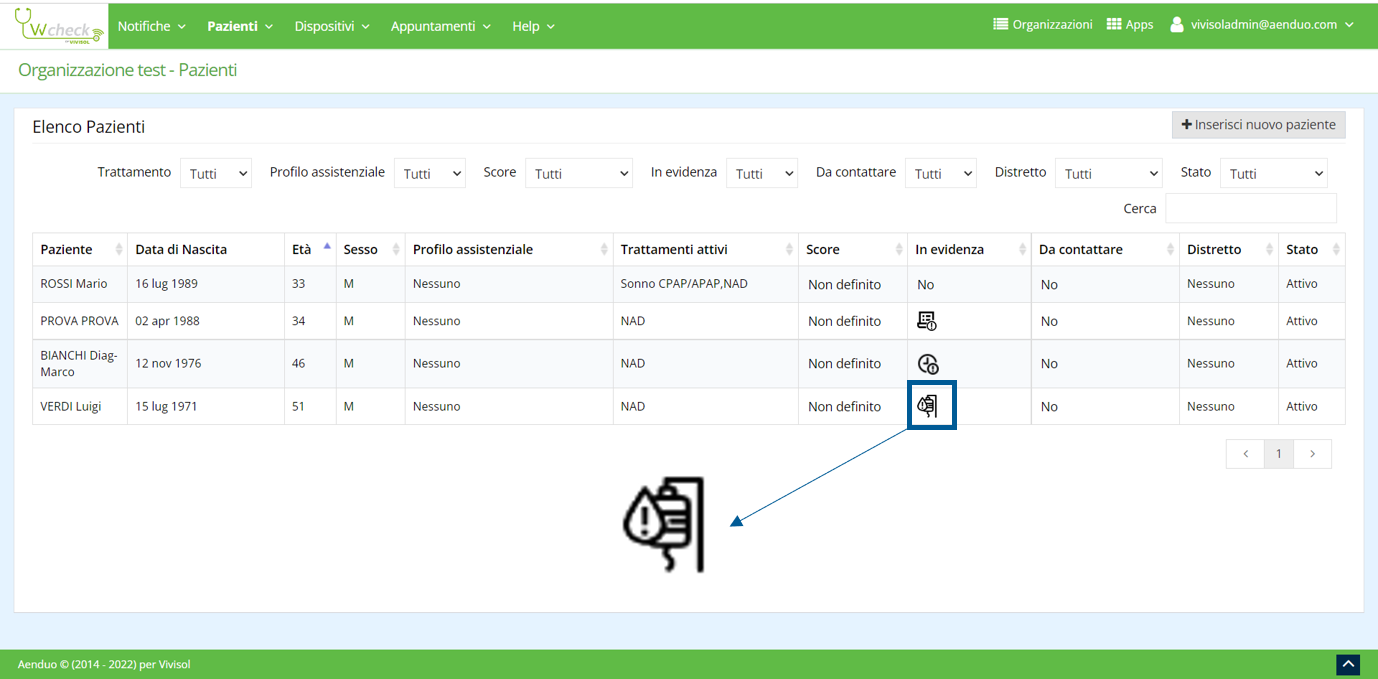 Wcheck
per VIVISOL
Notifiche Pazienti Dispositivi Appuntamenti Help Organizzazioni Apps vivisoladmin@aenduo.com
Organizzazione test - Pazienti
Elenco Pazienti
Inserisci nuovo paziente
Trattamento Tutti Profilo assistenziale Tutti Score Tutti In evidenza Tutti Da contattare Tutti Distretto Tutti Stato Tutti
Cerca
Paziente Data di Nascita Età Sesso Profilo assistenziale Trattamenti attivi Score In evidenza Da contattare Distretto Stato
ROSSI Mario 16 lug 1989 33 M Nessuno Sonno CPAP/APAP,NAD Non definito No No Nessuno Attivo
PROVA PROVA 02 apr 1988 34 M Nessuno NAD Non definito No Nessuno Attivo
BIANCHI Diag-
Marco 12 nov 1976 46 M Nessuno NAD Non definito No Nessuno Attivo
VERDI Luigi 15 lug 1971 51 M Nessuno NAD Non definito No Nessuno Attivo
1
Aenduo © (2014 - 2022) per Vivisol